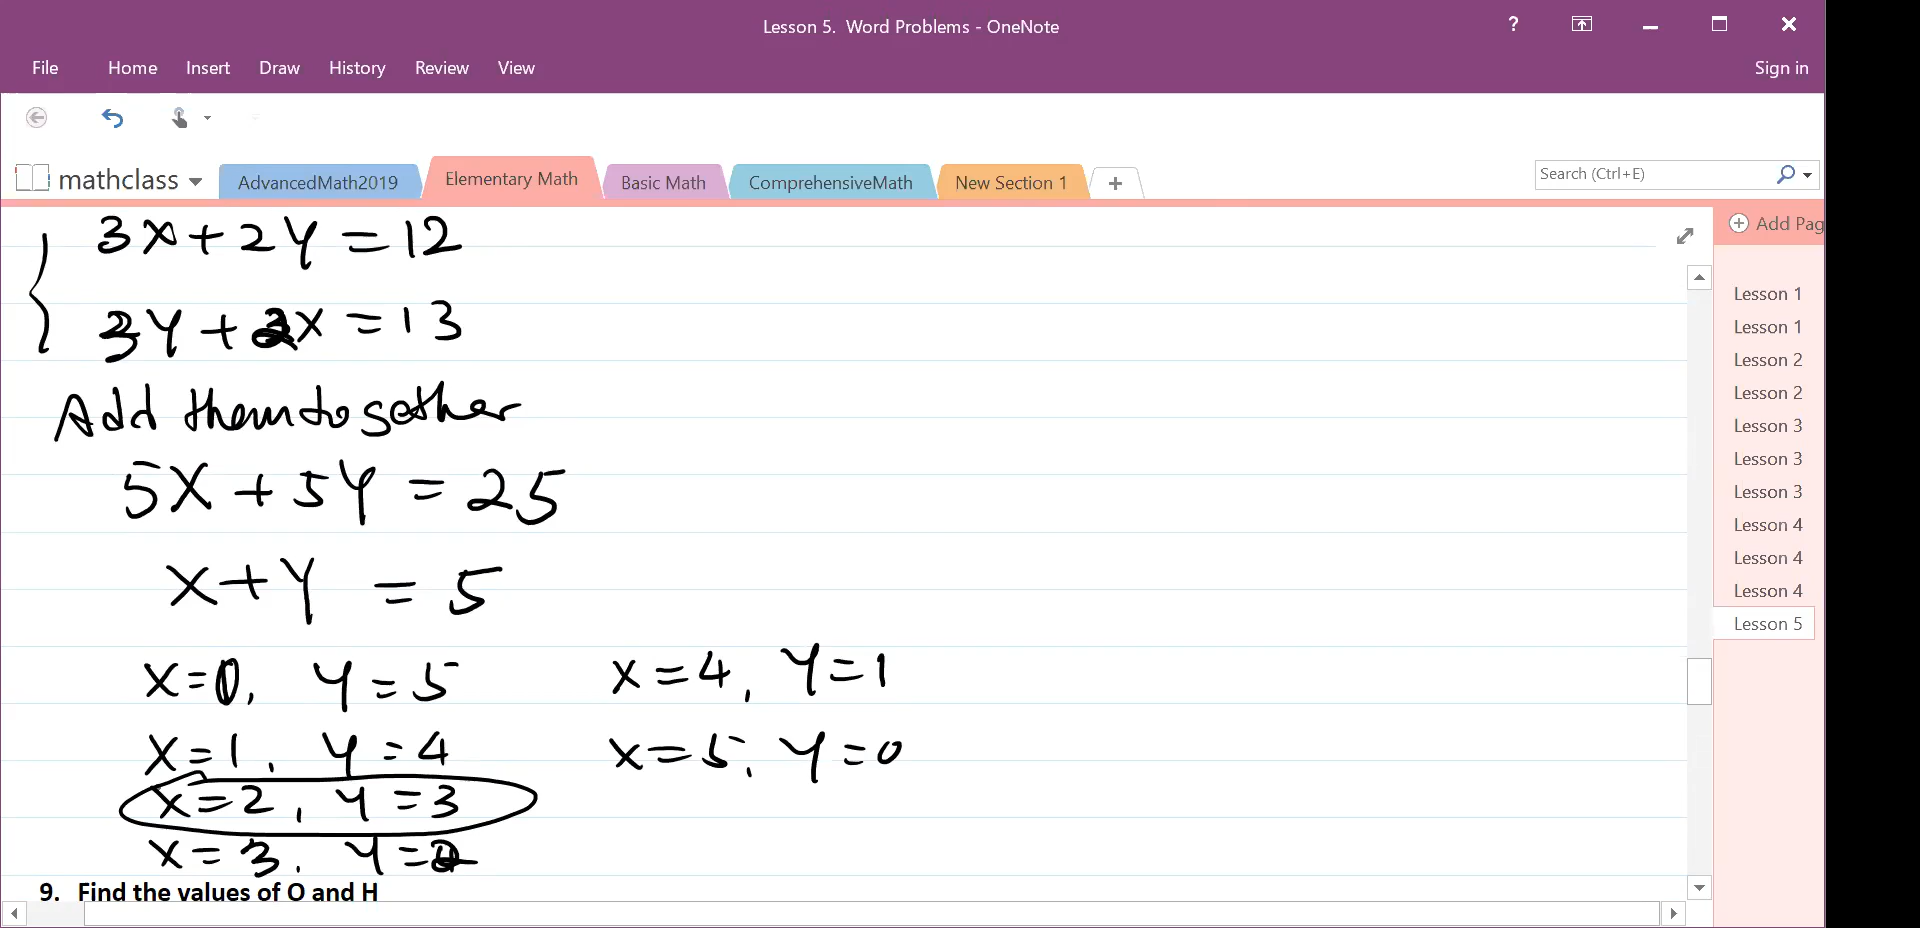 Lesson 5. Word Problems - OneNote
?
File Home Insert Draw History Review View
Sign in
mathclass
AdvancedMath2019
Elementary Math
Basic Math
ComprehensiveMath
New Section 1
+
Search (Ctrl+E)
Add Pag
3X+2Y=12
3Y+2X=13
Add them together
5X+5Y=25
X+Y=5
X=0, Y=5
X=1, Y=4
X=2, Y=3
X=3, Y=2
X=4, Y=1
X=5, Y=0
9. Find the values of O and H
Lesson 1
Lesson 1
Lesson 2
Lesson 2
Lesson 3
Lesson 3
Lesson 3
Lesson 4
Lesson 4
Lesson 4
Lesson 5